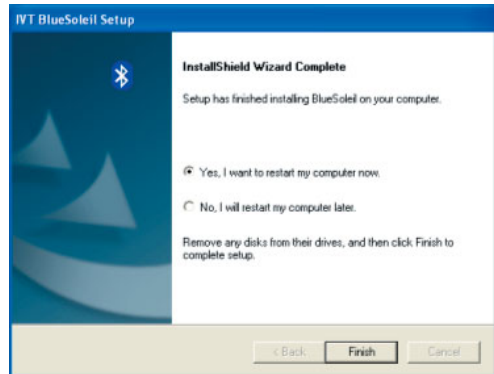 IVT BlueSoleil Setup
InstallShield Wizard Complete
Setup has finished installing BlueSoleil on your computer.
Yes, I want to restart my computer now.
No, I will restart my computer later.
Remove any disks from their drives, and then click Finish to
complete setup.
< Back Finish Cancel